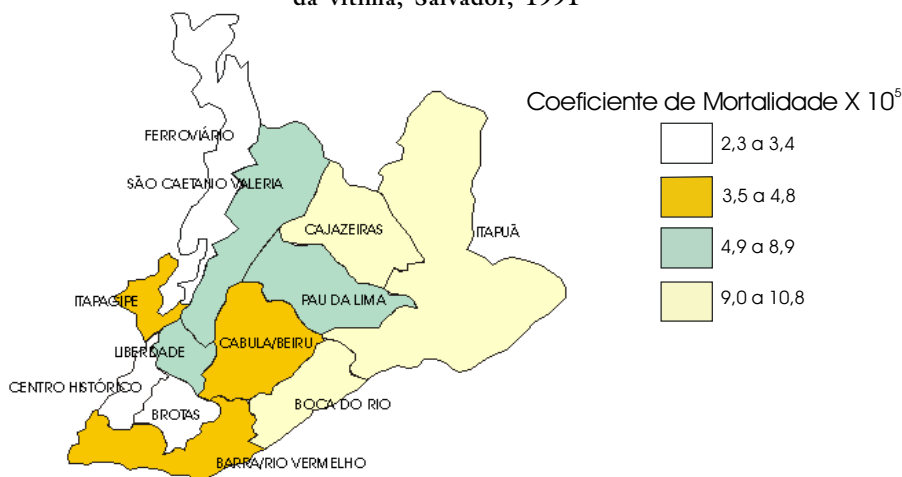 da vítima, Salvador, 1991
Coeficiente de Mortalidade X 10⁵
2,3 a 3,4
3,5 a 4,8
4,9 a 8,9
9,0 a 10,8
FERROVIÁRIO
SÃO CAETANO VALERIA
CAJAZEIRAS
ITAPUÃ
ITAPAGIPE
PAU DA LIMA
LIBERDADE
CABULA/BEIRU
CENTRO HISTÓRICO
BROTAS
BOCA DO RIO
BARRA/RIO VERMELHO